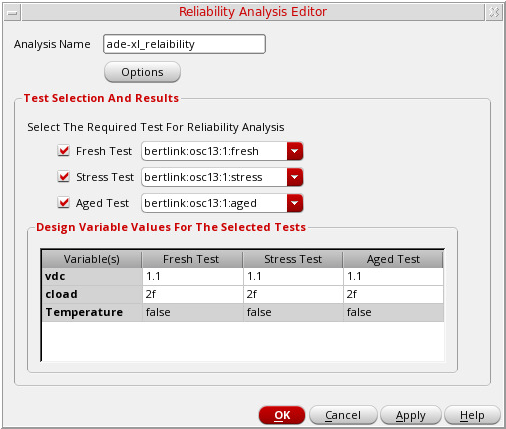 Reliability Analysis Editor
Analysis Name ade-xl_relaibility
Options
Test Selection And Results
Select The Required Test For Reliability Analysis
Fresh Test bertlink:osc13:1:fresh
Stress Test bertlink:osc13:1:stress
Aged Test bertlink:osc13:1:aged
Design Variable Values For The Selected Tests
Variable(s) Fresh Test Stress Test Aged Test
vdc 1.1 1.1 1.1
cload 2f 2f 2f
Temperature false false false
OK Cancel Apply Help